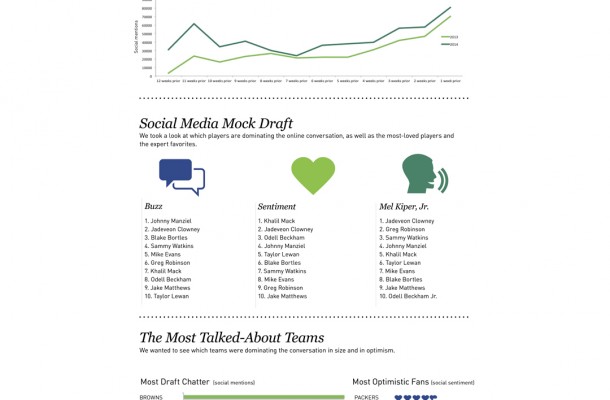 80000
70000
60000
50000
40000
30000
20000
10000
0
Social mentions
2013
2014
12 weeks prior 11 weeks prior 10 weeks prior 9 weeks prior 8 weeks prior 7 weeks prior 6 weeks prior 5 weeks prior 4 weeks prior 3 weeks prior 2 weeks prior 1 week prior
Social Media Mock Draft
We took a look at which players are dominating the online conversation, as well as the most-loved players and
the expert favorites.
Buzz
1. Johnny Manziel
2. Jadeveon Clowney
3. Blake Bortles
4. Sammy Watkins
5. Mike Evans
6. Greg Robinson
7. Khalil Mack
8. Odell Beckham
9. Jake Matthews
10. Taylor Lewan
Sentiment
1. Khalil Mack
2. Jadeveon Clowney
3. Odell Beckham
4. Johnny Manziel
5. Taylor Lewan
6. Blake Bortles
7. Sammy Watkins
8. Mike Evans
9. Greg Robinson
10. Jake Matthews
Mel Kiper, Jr.
1. Jadeveon Clowney
2. Greg Robinson
3. Sammy Watkins
4. Johnny Manziel
5. Khalil Mack
6. Taylor Lewan
7. Mike Evans
8. Blake Bortles
9. Jake Matthews
10. Odell Beckham Jr.
The Most Talked-About Teams
We wanted to see which teams were dominating the conversation in size and in optimism.
Most Draft Chatter (social mentions)
BROWNS
Most Optimistic Fans (social sentiment)
PACKERS